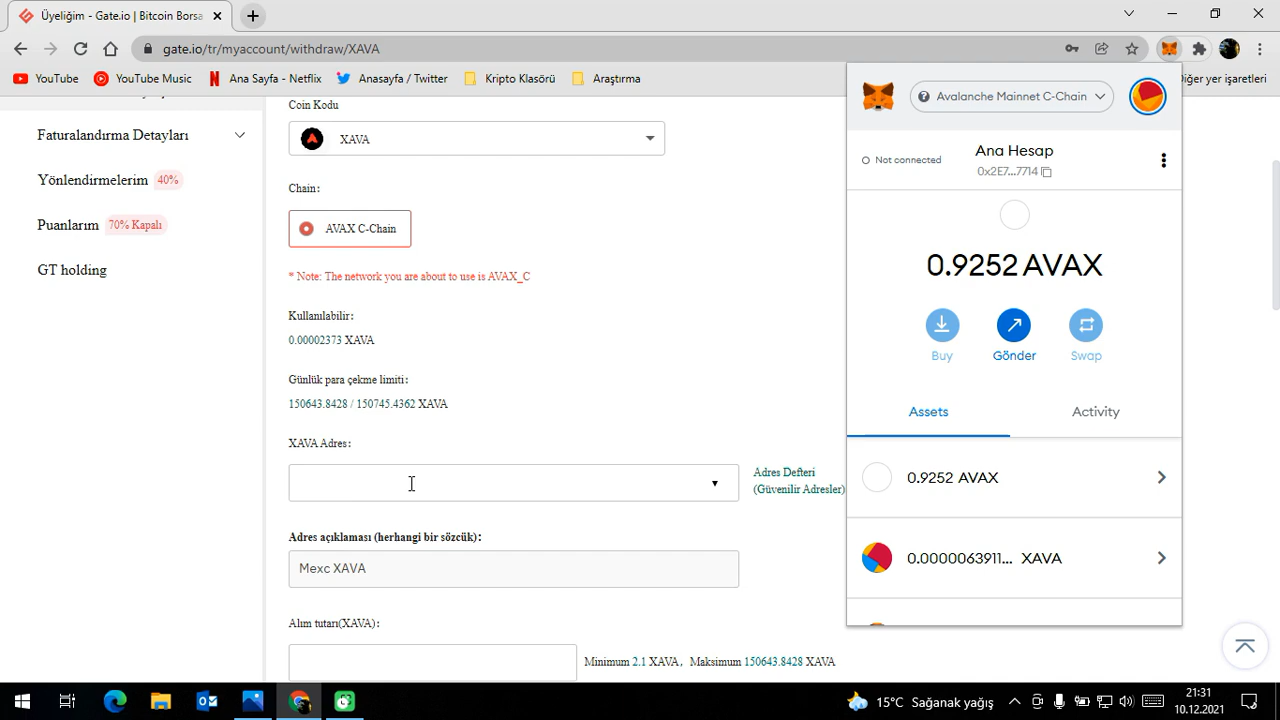 Üyeliğim - Gate.io | Bitcoin Borsa
gate.io/tr/myaccount/withdraw/XAVA
YouTube
YouTube Music
Ana Sayfa - Netflix
Anasayfa / Twitter
Kripto Klasörü
Araştırma
Diğer yer işaretleri
Faturalandırma Detayları
Yönlendirmelerim 40%
Puanlarım 70% Kapalı
GT holding
Coin Kodu
XAVA
Chain:
AVAX C-Chain
* Note: The network you are about to use is AVAX_C
Kullanılabilir:
0.00002373 XAVA
Günlük para çekme limiti:
150643.8428 / 150745.4362 XAVA
XAVA Adres:
Adres Defteri
(Güvenilir Adresler)
Adres açıklaması (herhangi bir sözcük):
Mexc XAVA
Alım tutarı(XAVA):
Minimum 2.1 XAVA, Maksimum 150643.8428 XAVA
Avalanche Mainnet C-Chain
Not connected
Ana Hesap
0x2E7...7714
0.9252 AVAX
Buy
Gönder
Swap
Assets
Activity
0.9252 AVAX
0.0000063911... XAVA
15°C Sağanak yağış
21:31
10.12.2021